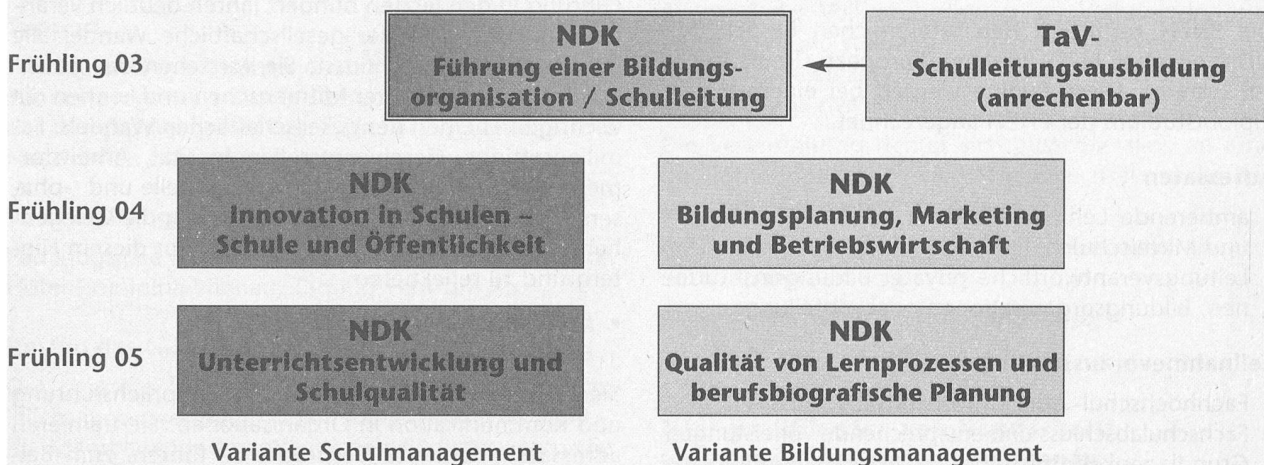 NDK
Führung einer Bildungs-
organisation / Schulleitung
TaV-
Schulleitungsausbildung
(anrechenbar)
Frühling 03
NDK
Innovation in Schulen –
Schule und Öffentlichkeit
NDK
Bildungsplanung, Marketing
und Betriebswirtschaft
Frühling 04
NDK
Unterrichtsentwicklung und
Schulqualität
NDK
Qualität von Lernprozessen und
berufsbiografische Planung
Frühling 05
Variante Schulmanagement
Variante Bildungsmanagement